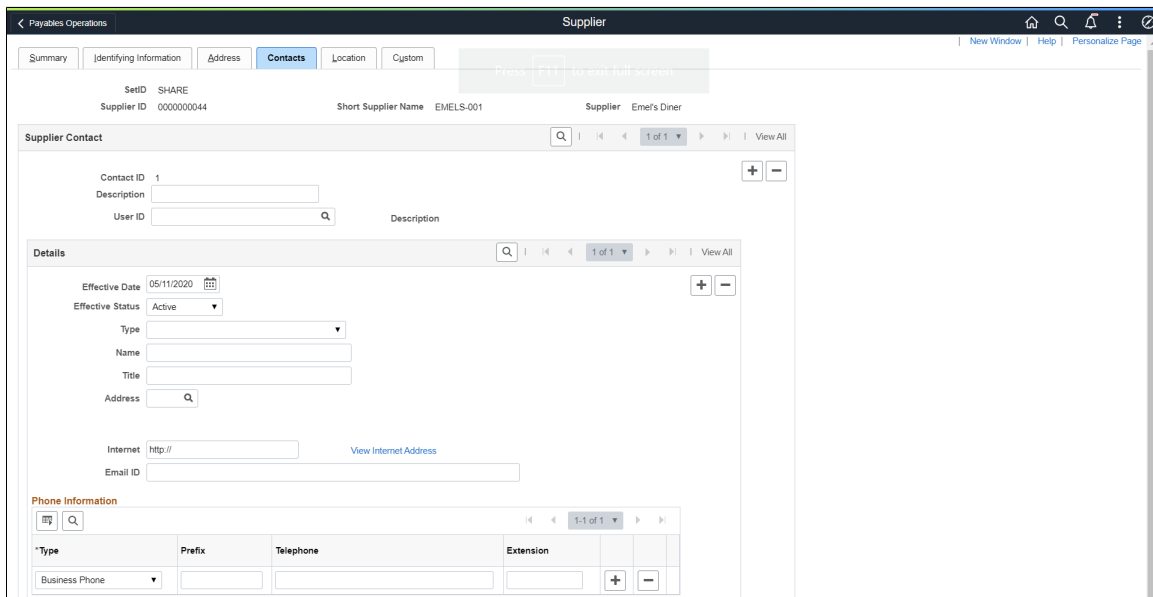 Payables Operations
Supplier
New Window | Help | Personalize Page
Summary Identifying Information Address Contacts Location Custom
Press F11 to exit full screen
SetID SHARE
Supplier ID 0000000044 Short Supplier Name EMELS-001 Supplier Emel's Diner
Supplier Contact 1 of 1 View All
Contact ID 1
Description
User ID Description
Details 1 of 1 View All
Effective Date 05/11/2020
Effective Status Active
Type
Name
Title
Address
Internet http:// View Internet Address
Email ID
Phone Information
1-1 of 1
*Type Prefix Telephone Extension
Business Phone